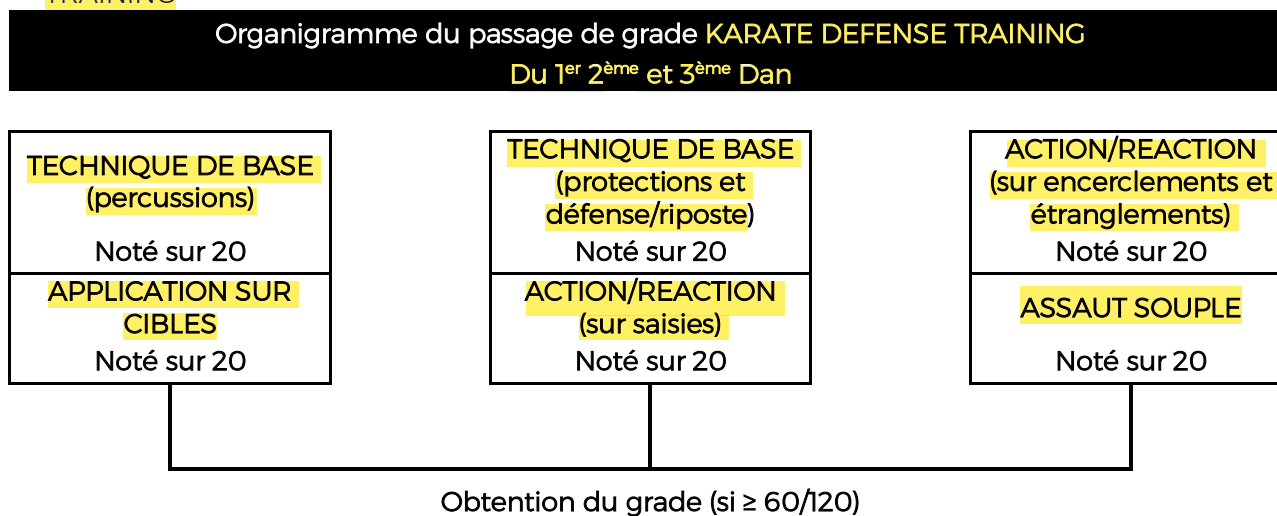 TRAINING
Organigramme du passage de grade KARATE DEFENSE TRAINING
Du 1er 2ème et 3ème Dan
TECHNIQUE DE BASE
(percussions)
Noté sur 20
APPLICATION SUR
CIBLES
Noté sur 20
TECHNIQUE DE BASE
(protections et
défense/riposte)
Noté sur 20
ACTION/REACTION
(sur saisies)
Noté sur 20
ACTION/REACTION
(sur encerclements et
étranglements)
Noté sur 20
ASSAUT SOUPLE
Noté sur 20
Obtention du grade (si ≥ 60/120)